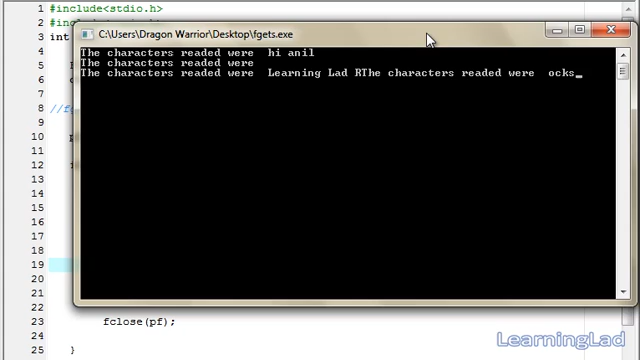 1 #include<stdio.h>
2
3 int
4
5
6
7
8
9
10
11
12
13
14
15
16
17
18
19
20
21
22
23 fclose(pf);
24
25 }
C:\Users\Dragon Warrior\Desktop\fgets.exe
The characters readed were  hi anil
The characters readed were
The characters readed were  Learning Lad RThe characters readed were  ocks_
LearningLad